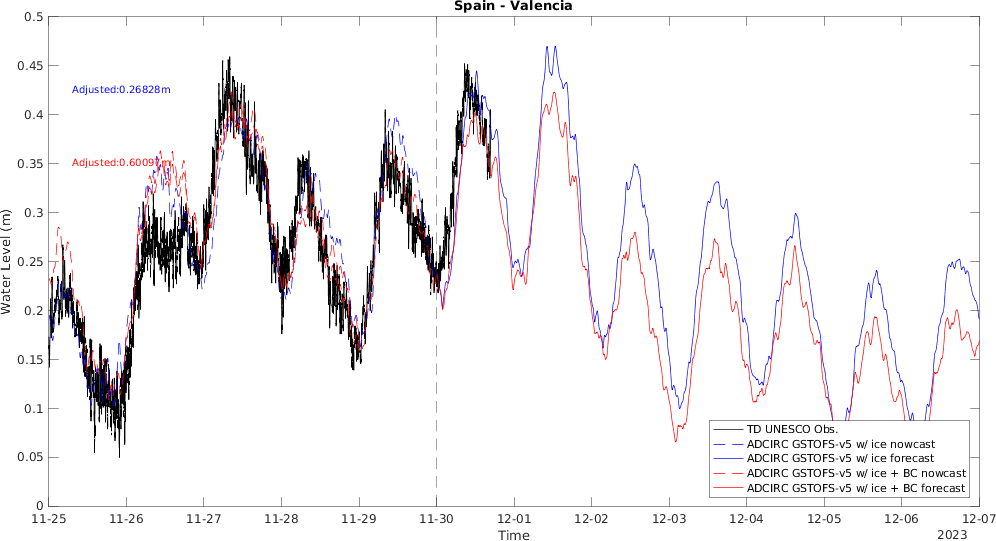 Spain - Valencia
0.5
0.45
0.4
0.35
0.3
0.25
0.2
0.15
0.1
0.05
0
Water Level (m)
Adjusted:0.26828m
TD UNESCO Obs.
ADCIRC GSTOFS-v5 w/ ice nowcast
ADCIRC GSTOFS-v5 w/ ice forecast
ADCIRC GSTOFS-v5 w/ ice + BC nowcast
ADCIRC GSTOFS-v5 w/ ice + BC forecast
11-25 11-26 11-27 11-28 11-29 11-30 12-01 12-02 12-03 12-04 12-05 12-06 12-07
Time
2023